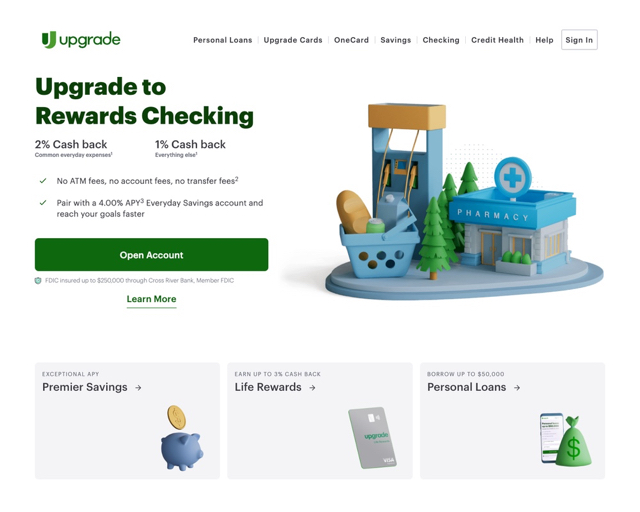 upgrade
Personal Loans
Upgrade Cards
OneCard
Savings
Checking
Credit Health
Help
Sign In
Upgrade to
Rewards Checking
2% Cash back
Common everyday expenses¹
1% Cash back
Everything else¹
No ATM fees, no account fees, no transfer fees²
Pair with a 4.00% APY³ Everyday Savings account and
reach your goals faster
Open Account
FDIC insured up to $250,000 through Cross River Bank, Member FDIC
Learn More
PHARMACY
EXCEPTIONAL APY
Premier Savings →
EARN UP TO 3% CASH BACK
Life Rewards →
upgrade
VISA
BORROW UP TO $50,000
Personal Loans →
$